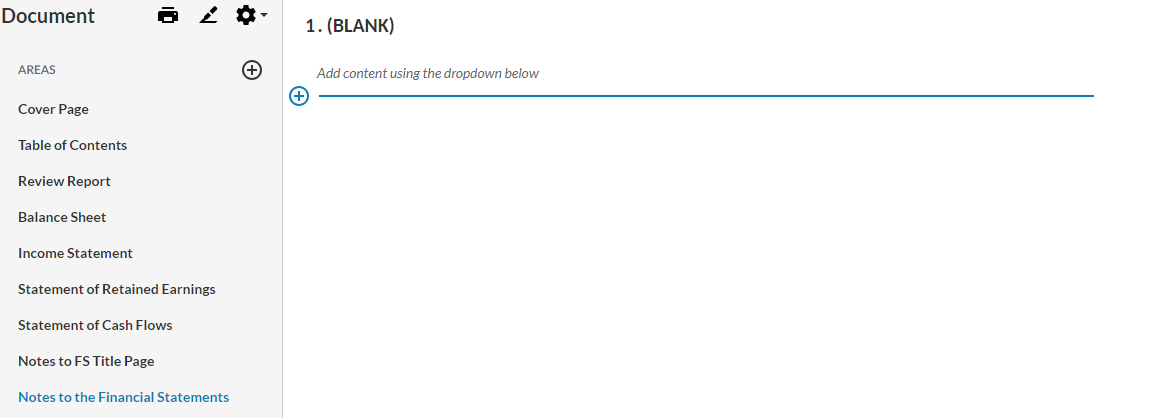 Document
AREAS
Cover Page
Table of Contents
Review Report
Balance Sheet
Income Statement
Statement of Retained Earnings
Statement of Cash Flows
Notes to FS Title Page
Notes to the Financial Statements
1. (BLANK)
Add content using the dropdown below